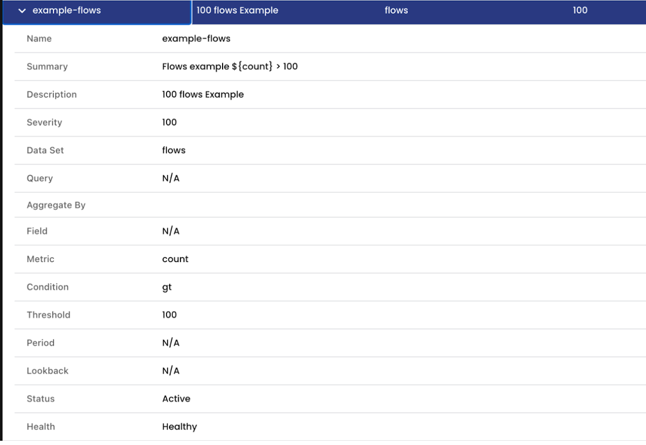 example-flows 100 flows Example flows 100
Name example-flows
Summary Flows example ${count} > 100
Description 100 flows Example
Severity 100
Data Set flows
Query N/A
Aggregate By
Field N/A
Metric count
Condition gt
Threshold 100
Period N/A
Lookback N/A
Status Active
Health Healthy